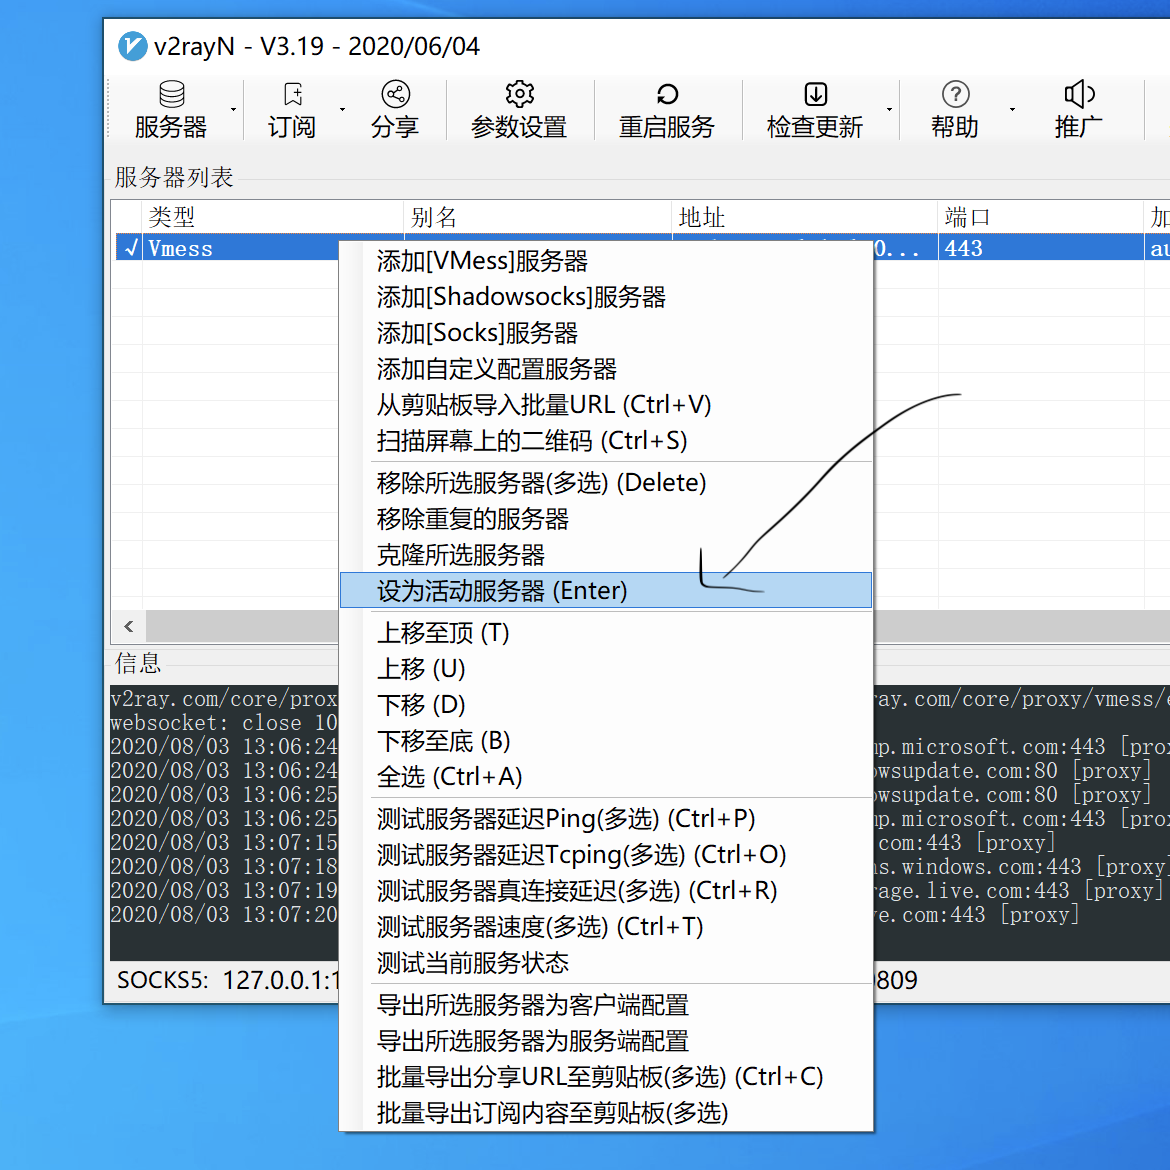 v2rayN - V3.19 - 2020/06/04
服务器 订阅 分享 参数设置 重启服务 检查更新 帮助 推广
服务器列表
类型 别名 地址 端口 加
√ Vmess 0... 443 au
添加[VMess]服务器
添加[Shadowsocks]服务器
添加[Socks]服务器
添加自定义配置服务器
从剪贴板导入批量URL (Ctrl+V)
扫描屏幕上的二维码 (Ctrl+S)
移除所选服务器(多选) (Delete)
移除重复的服务器
克隆所选服务器
设为活动服务器 (Enter)
上移至顶 (T)
上移 (U)
下移 (D)
下移至底 (B)
全选 (Ctrl+A)
测试服务器延迟Ping(多选) (Ctrl+P)
测试服务器延迟Tcping(多选) (Ctrl+O)
测试服务器真连接延迟(多选) (Ctrl+R)
测试服务器速度(多选) (Ctrl+T)
测试当前服务状态
导出所选服务器为客户端配置
导出所选服务器为服务端配置
批量导出分享URL至剪贴板(多选) (Ctrl+C)
批量导出订阅内容至剪贴板(多选)
信息
v2ray.com/core/prox ray.com/core/proxy/vmess/e
websocket: close 10
2020/08/03 13:06:24 mp.microsoft.com:443 [prox
2020/08/03 13:06:24 owsupdate.com:80 [proxy]
2020/08/03 13:06:25 owsupdate.com:80 [proxy]
2020/08/03 13:06:25 mp.microsoft.com:443 [prox
2020/08/03 13:07:15 .com:443 [proxy]
2020/08/03 13:07:18 ns.windows.com:443 [proxy]
2020/08/03 13:07:19 rage.live.com:443 [proxy]
2020/08/03 13:07:20 ve.com:443 [proxy]
SOCKS5: 127.0.0.1:1 0809